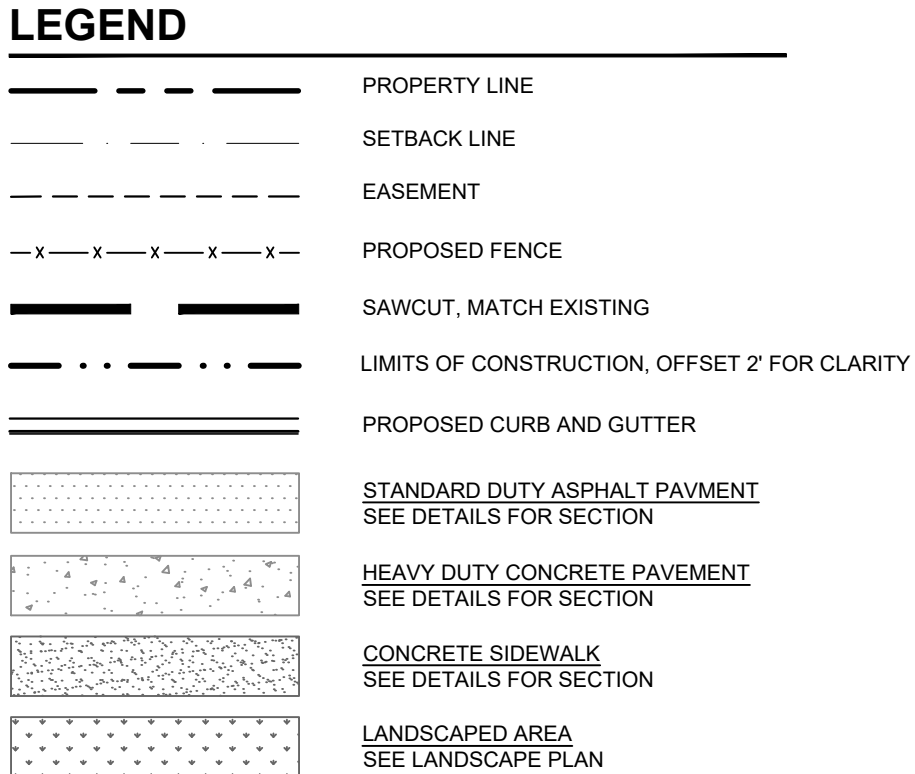 LEGEND
PROPERTY LINE
SETBACK LINE
EASEMENT
x x x x x
PROPOSED FENCE
SAWCUT, MATCH EXISTING
LIMITS OF CONSTRUCTION, OFFSET 2' FOR CLARITY
PROPOSED CURB AND GUTTER
STANDARD DUTY ASPHALT PAVMENT
SEE DETAILS FOR SECTION
HEAVY DUTY CONCRETE PAVEMENT
SEE DETAILS FOR SECTION
CONCRETE SIDEWALK
SEE DETAILS FOR SECTION
LANDSCAPED AREA
SEE LANDSCAPE PLAN